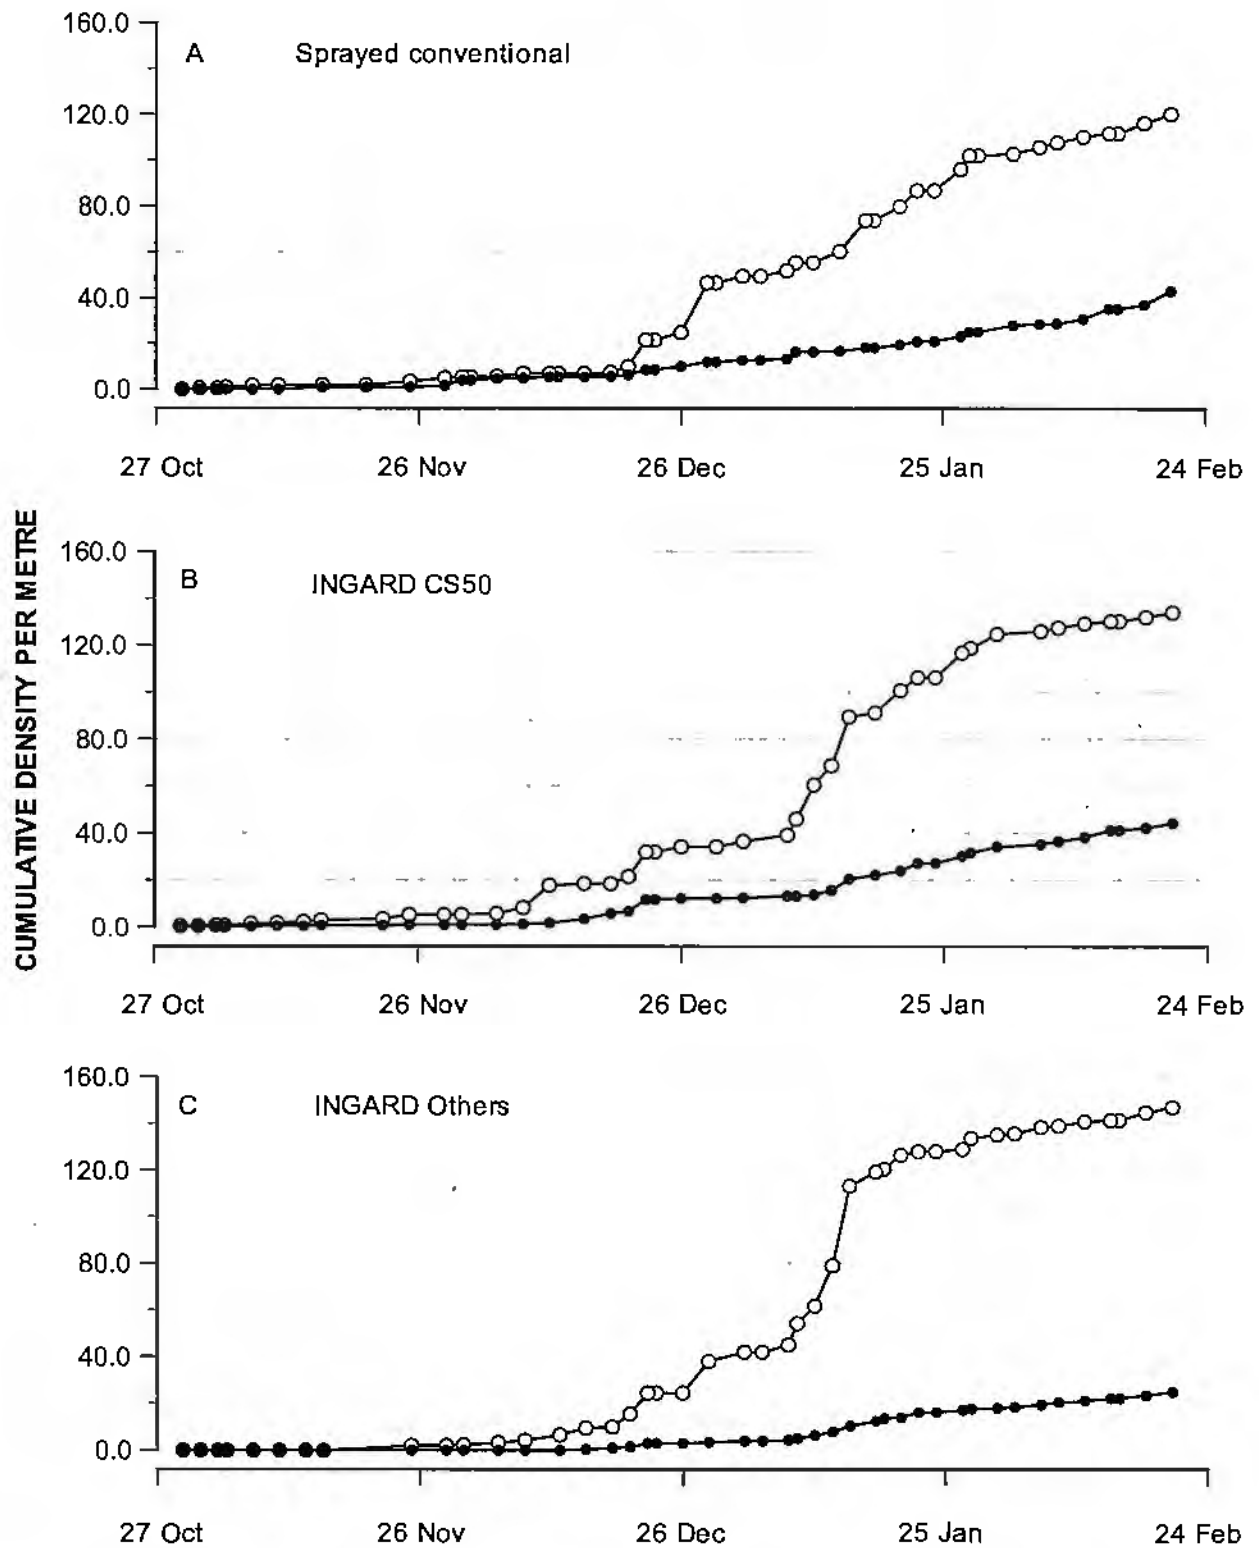 160.0
A Sprayed conventional
120.0
80.0
40.0
0.0
27 Oct 26 Nov 26 Dec 25 Jan 24 Feb
CUMULATIVE DENSITY PER METRE
160.0
B INGARD CS50
120.0
80.0
40.0
0.0
27 Oct 26 Nov 26 Dec 25 Jan 24 Feb
160.0
C INGARD Others
120.0
80.0
40.0
0.0
27 Oct 26 Nov 26 Dec 25 Jan 24 Feb